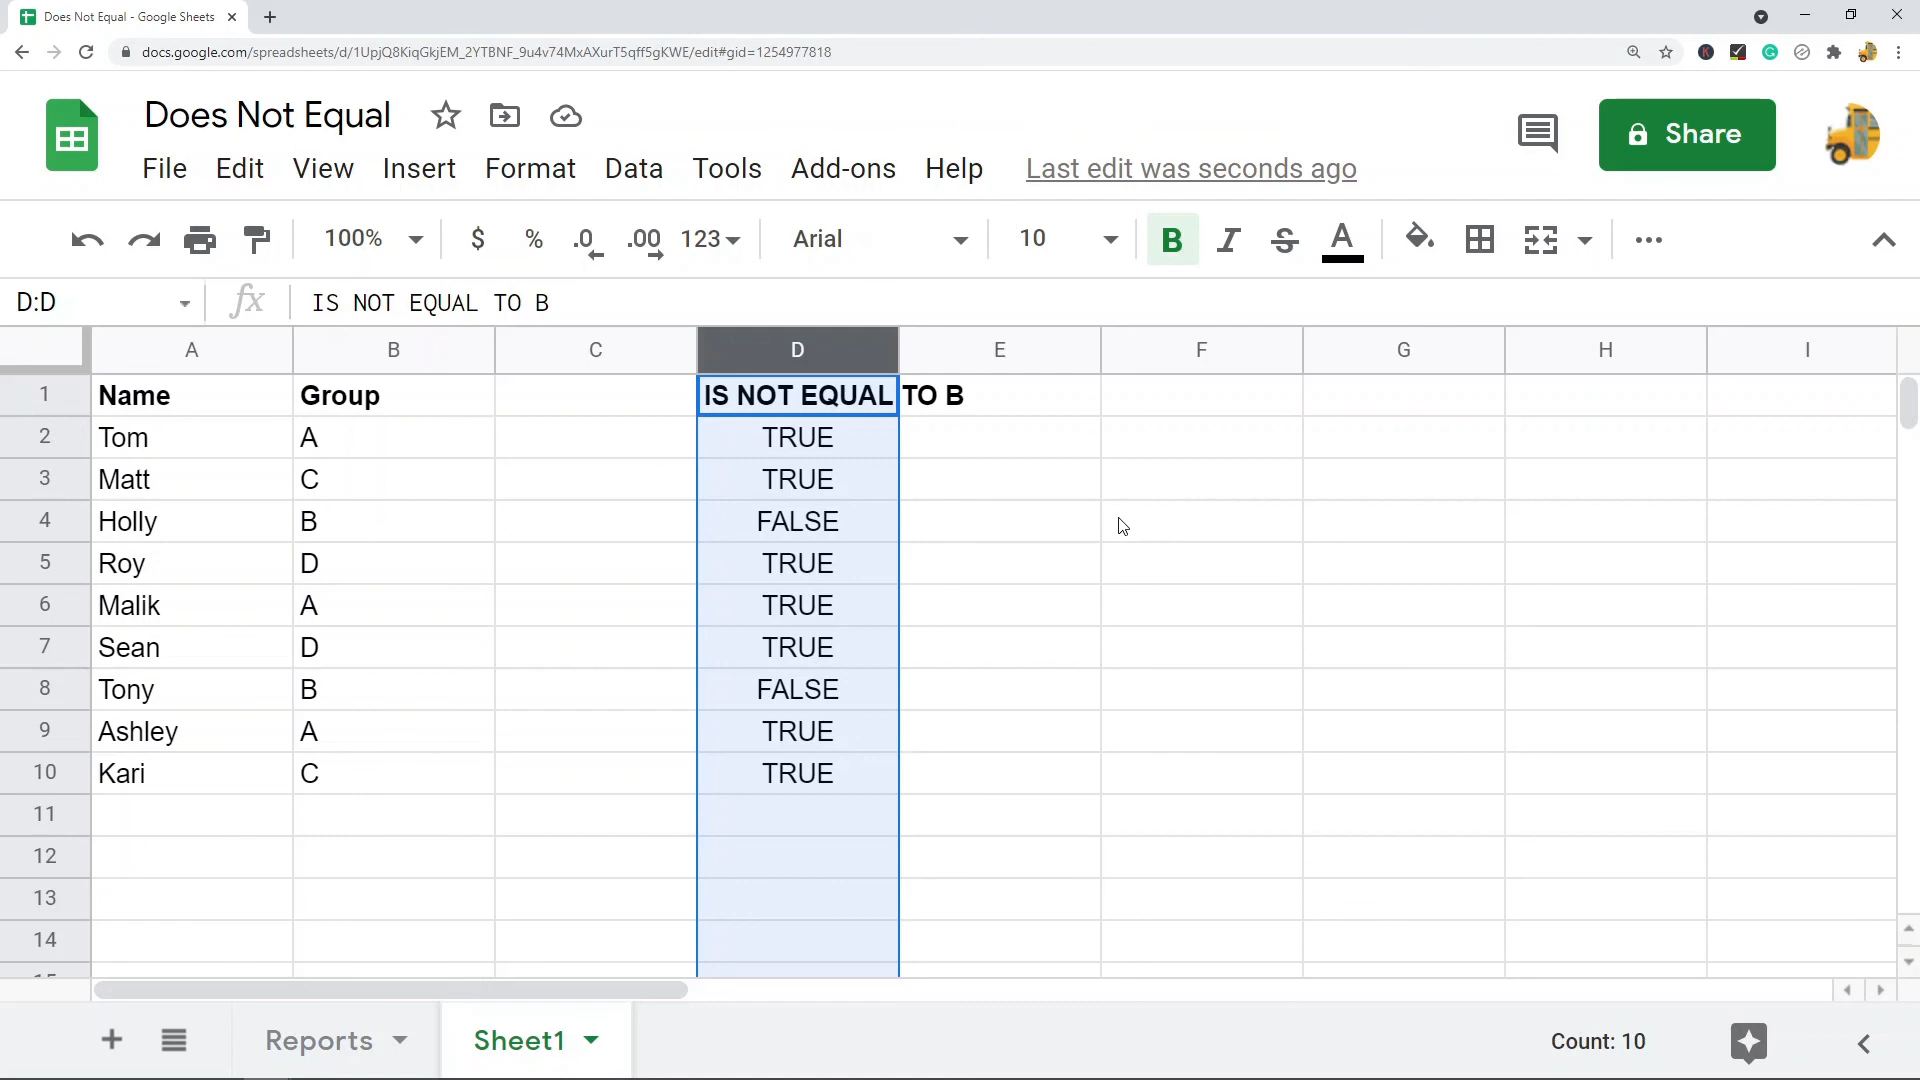 Does Not Equal - Google Sheets
docs.google.com/spreadsheets/d/1UpjQ8KiqGkjEM_2YTBNF_9u4v74MxAXurT5qff5gKWE/edit#gid=1254977818
Does Not Equal
Share
File Edit View Insert Format Data Tools Add-ons Help Last edit was seconds ago
100% $ % .0 .00 123 Arial 10 B I S A
D:D fx IS NOT EQUAL TO B
A B C D E F G H I
1 Name Group IS NOT EQUAL TO B
2 Tom A TRUE
3 Matt C TRUE
4 Holly B FALSE
5 Roy D TRUE
6 Malik A TRUE
7 Sean D TRUE
8 Tony B FALSE
9 Ashley A TRUE
10 Kari C TRUE
11
12
13
14
Reports Sheet1 Count: 10